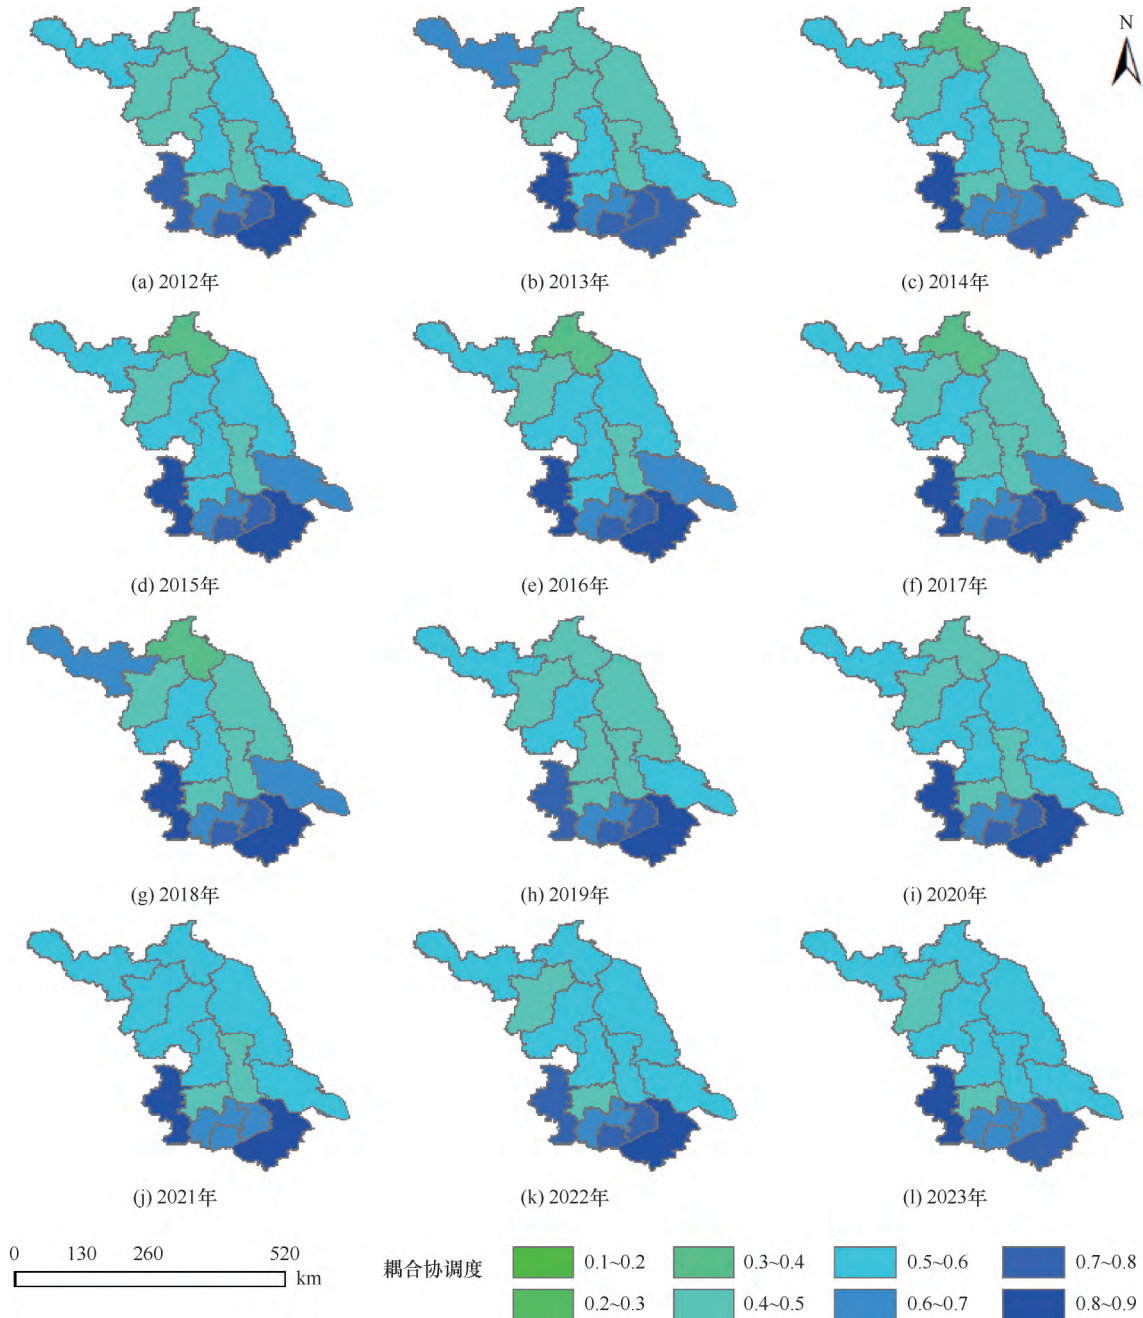 N
(a) 2012年
(b) 2013年
(c) 2014年
(d) 2015年
(e) 2016年
(f) 2017年
(g) 2018年
(h) 2019年
(i) 2020年
(j) 2021年
(k) 2022年
(l) 2023年
0 130 260 520
km
耦合协调度
0.1~0.2 0.3~0.4 0.5~0.6 0.7~0.8
0.2~0.3 0.4~0.5 0.6~0.7 0.8~0.9